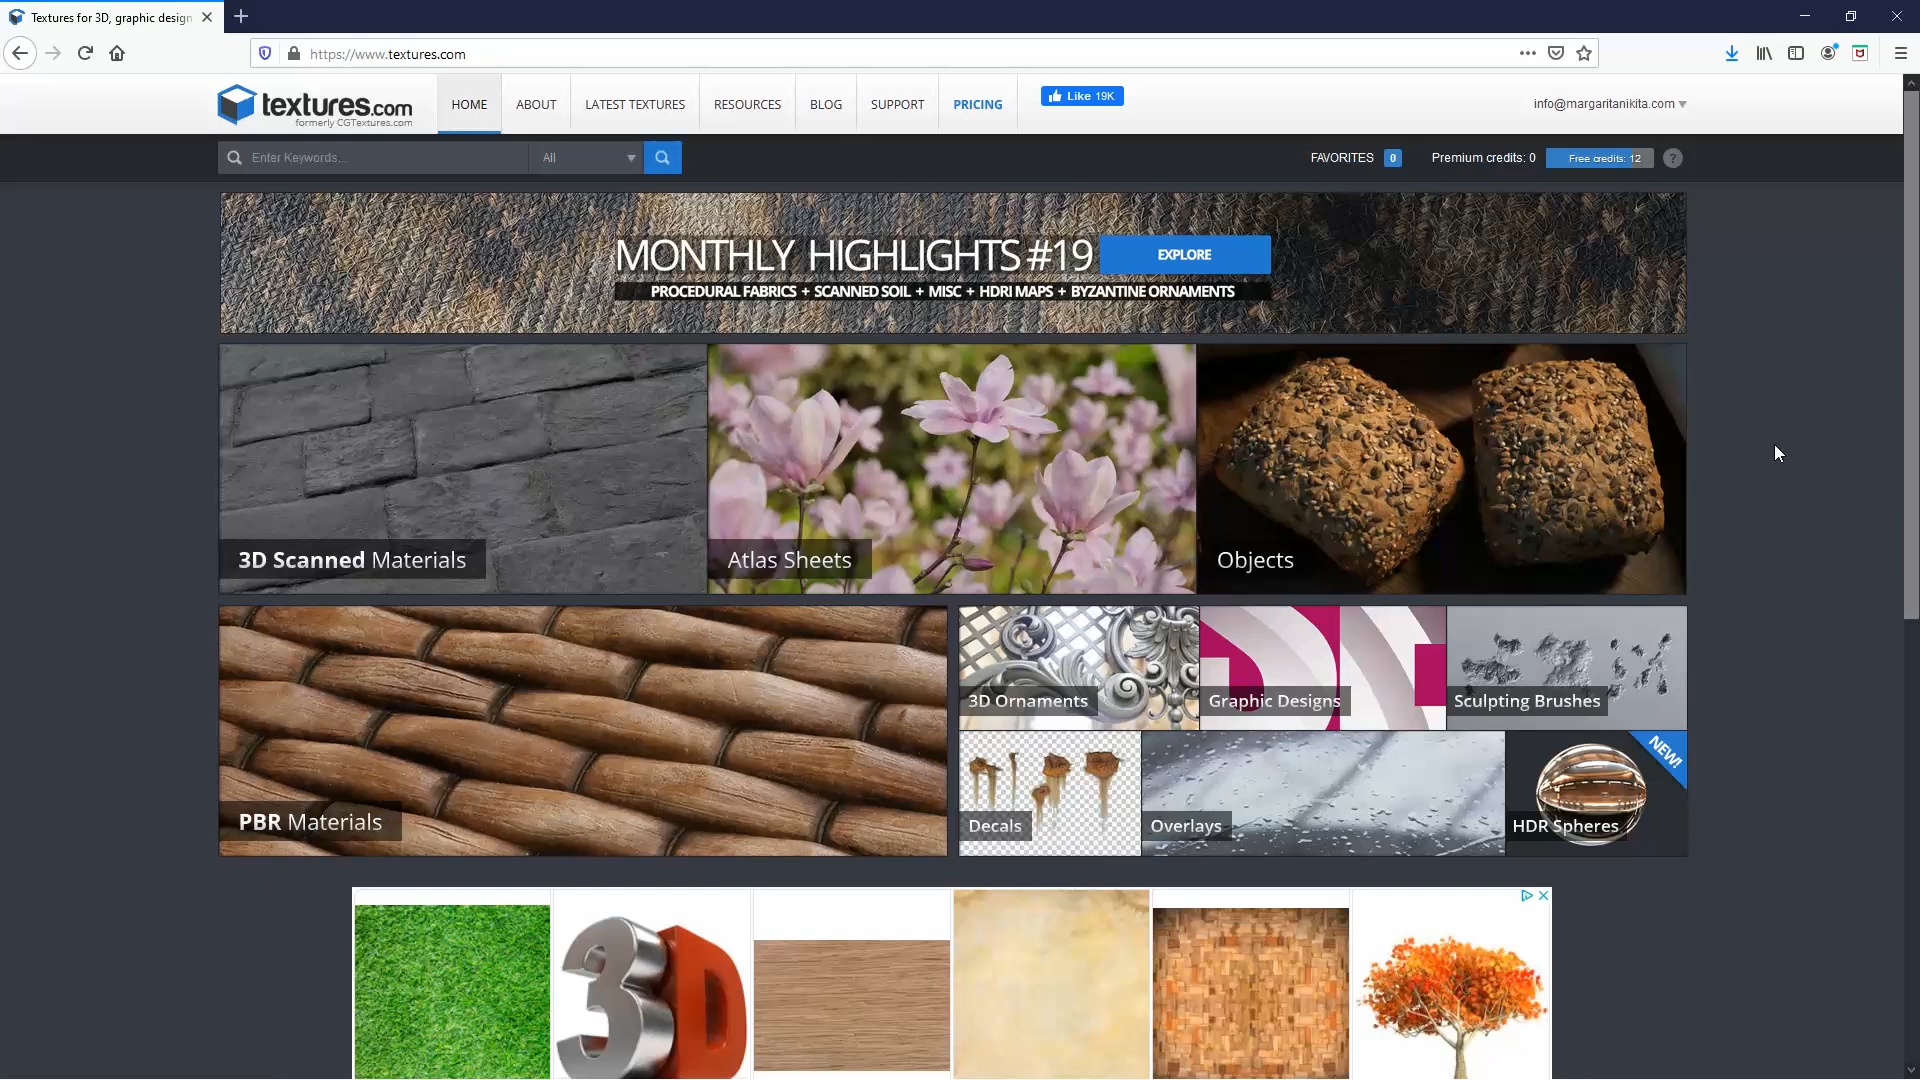 Textures for 3D, graphic design
https://www.textures.com
textures.com
formerly CGTextures.com
HOME
ABOUT
LATEST TEXTURES
RESOURCES
BLOG
SUPPORT
PRICING
Like 19K
info@margaritanikita.com
Enter Keywords...
All
FAVORITES 0
Premium credits: 0
Free credits: 12
?
MONTHLY HIGHLIGHTS #19
EXPLORE
PROCEDURAL FABRICS + SCANNED SOIL + MISC + HDRI MAPS + BYZANTINE ORNAMENTS
3D Scanned Materials
Atlas Sheets
Objects
PBR Materials
3D Ornaments
Graphic Designs
Sculpting Brushes
Decals
Overlays
HDR Spheres
NEW!
3D